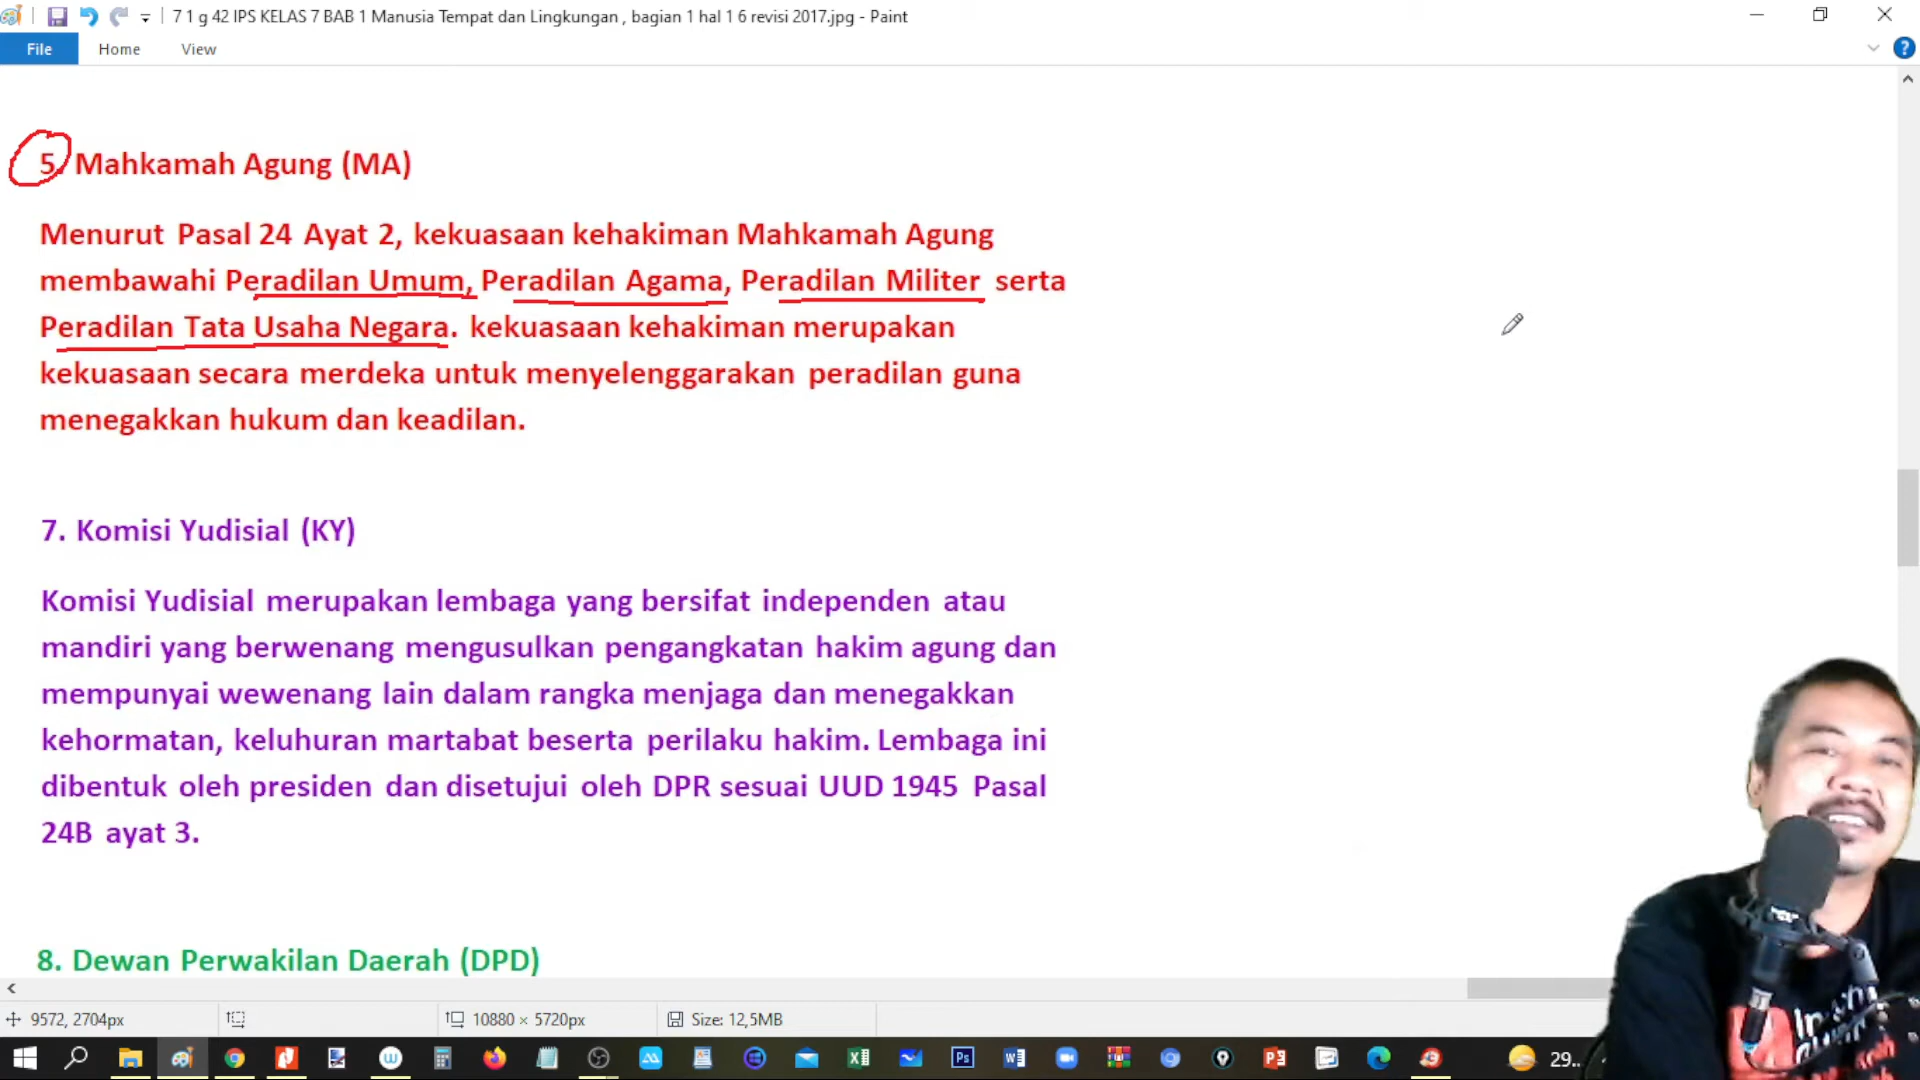 7 1 g 42 IPS KELAS 7 BAB 1 Manusia Tempat dan Lingkungan , bagian 1 hal 1 6 revisi 2017.jpg - Paint
File Home View
5. Mahkamah Agung (MA)
Menurut Pasal 24 Ayat 2, kekuasaan kehakiman Mahkamah Agung
membawahi Peradilan Umum, Peradilan Agama, Peradilan Militer serta
Peradilan Tata Usaha Negara. kekuasaan kehakiman merupakan
kekuasaan secara merdeka untuk menyelenggarakan peradilan guna
menegakkan hukum dan keadilan.
7. Komisi Yudisial (KY)
Komisi Yudisial merupakan lembaga yang bersifat independen atau
mandiri yang berwenang mengusulkan pengangkatan hakim agung dan
mempunyai wewenang lain dalam rangka menjaga dan menegakkan
kehormatan, keluhuran martabat beserta perilaku hakim. Lembaga ini
dibentuk oleh presiden dan disetujui oleh DPR sesuai UUD 1945 Pasal
24B ayat 3.
8. Dewan Perwakilan Daerah (DPD)
9572, 2704px 10880 × 5720px Size: 12,5MB
29..